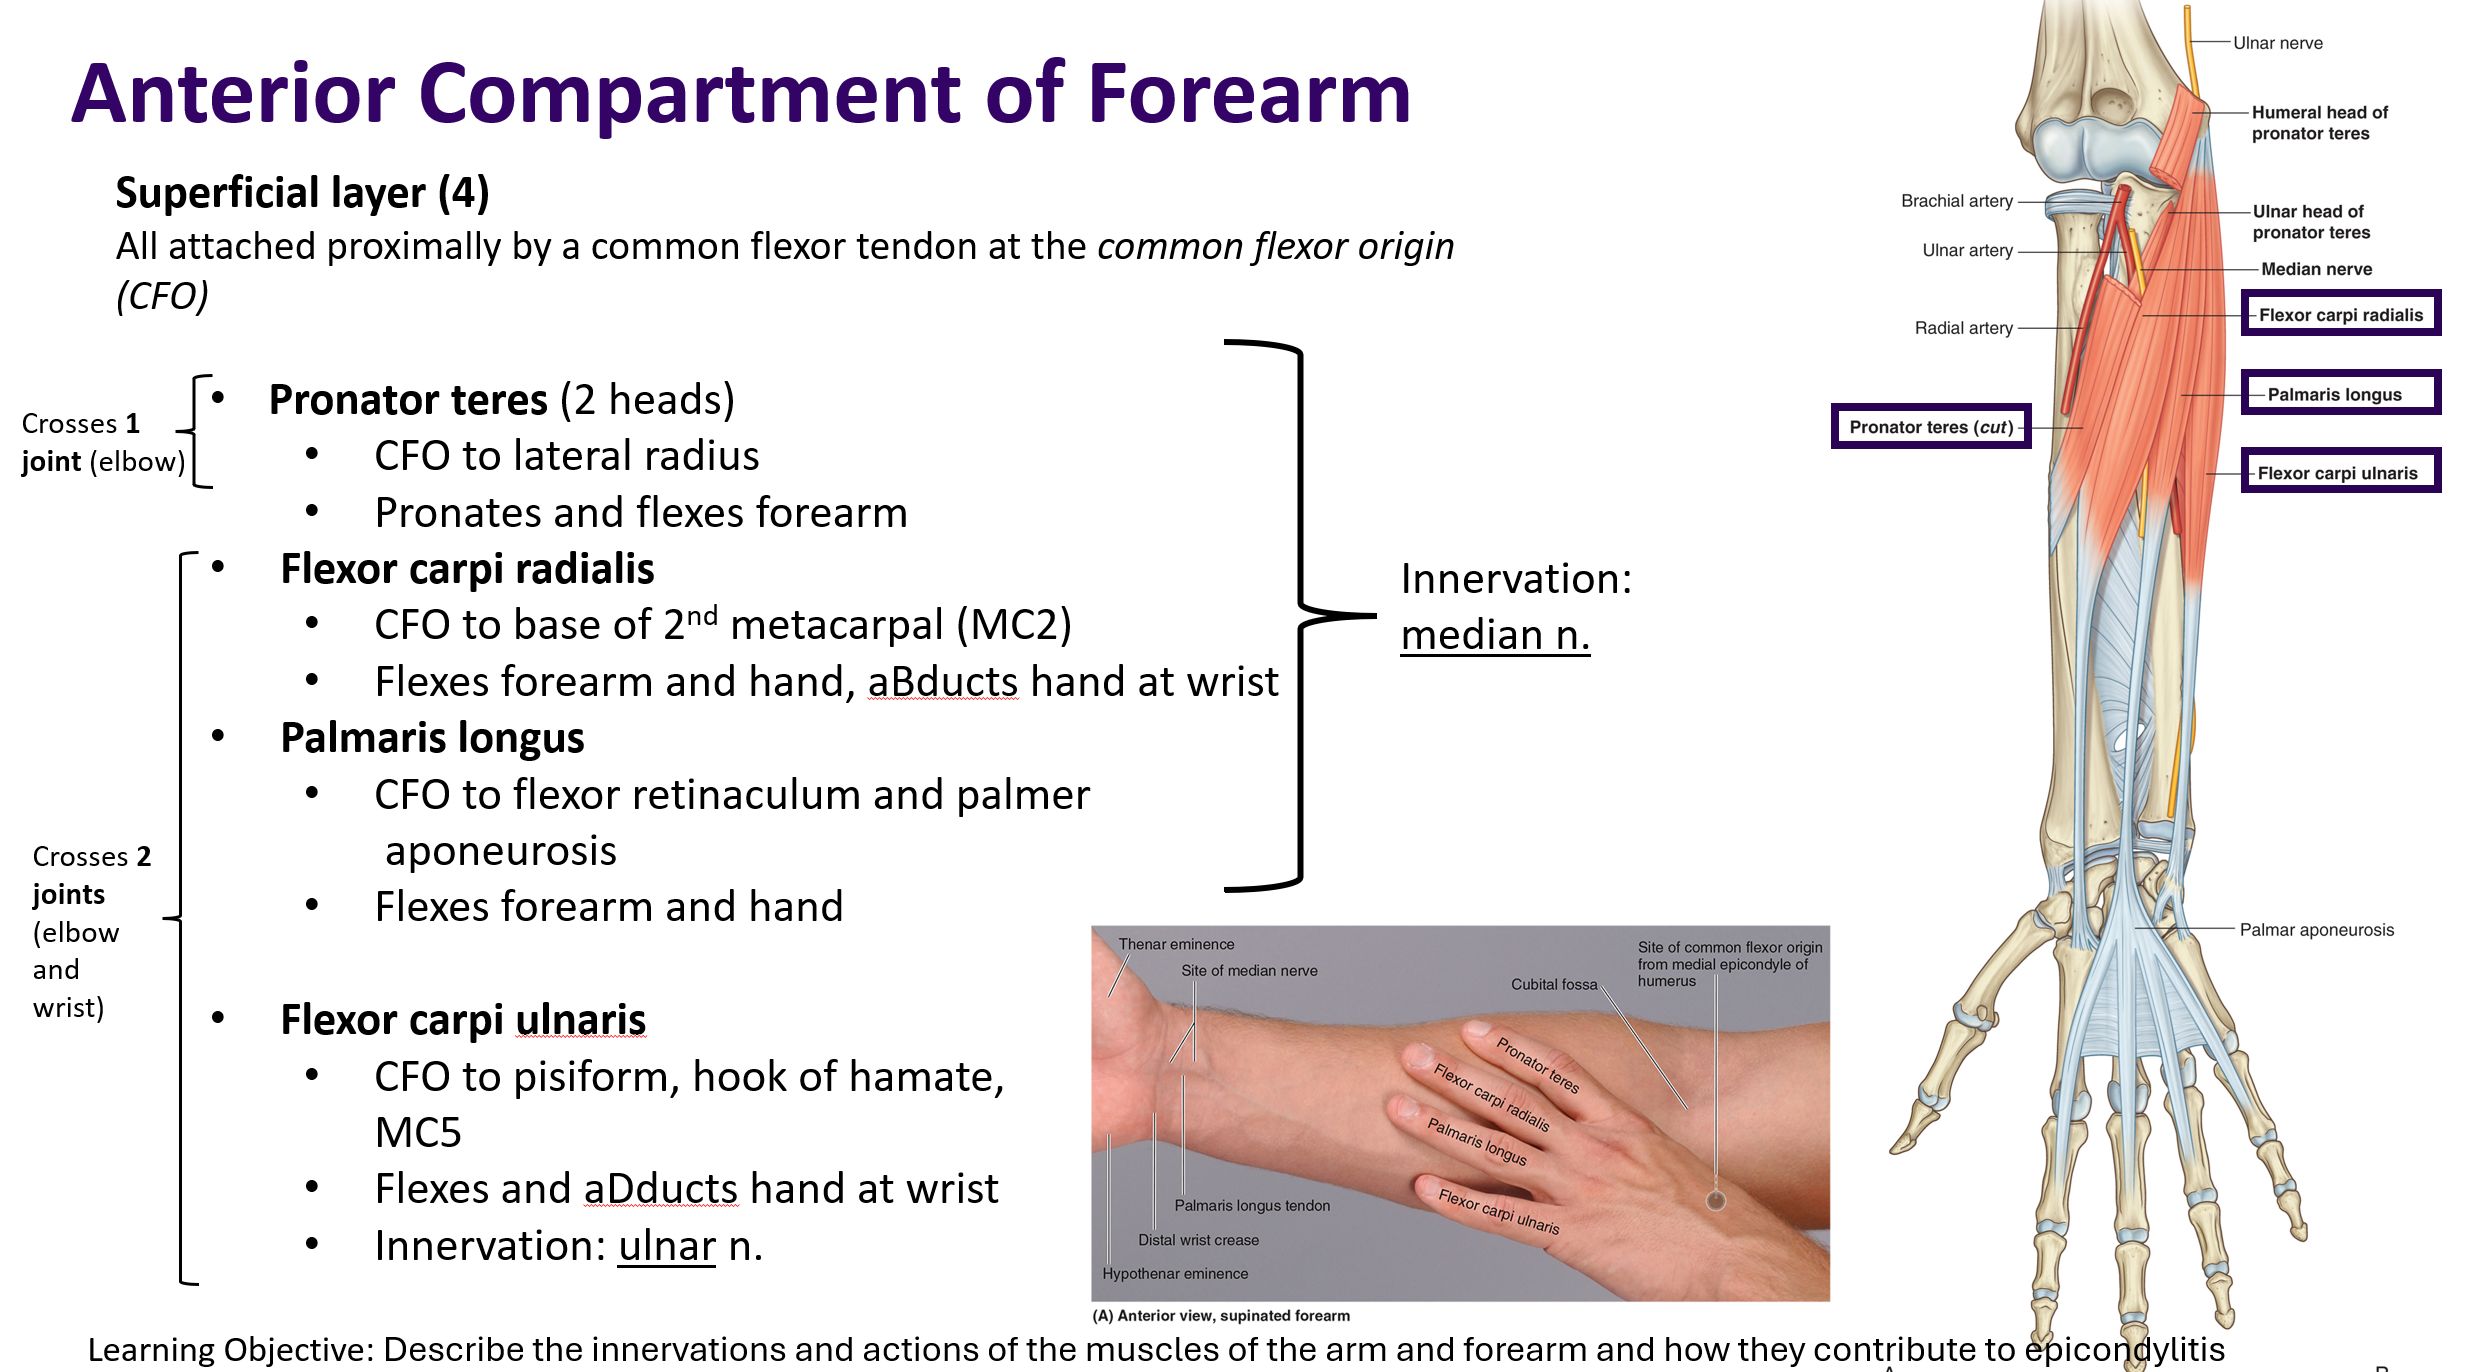 Anterior Compartment of Forearm
Superficial layer (4)
All attached proximally by a common flexor tendon at the common flexor origin
(CFO)
Crosses 1
joint (elbow)
• Pronator teres (2 heads)
• CFO to lateral radius
• Pronates and flexes forearm
• Flexor carpi radialis
• CFO to base of 2nd metacarpal (MC2)
• Flexes forearm and hand, aBducts hand at wrist
• Palmaris longus
• CFO to flexor retinaculum and palmer
aponeurosis
• Flexes forearm and hand
Crosses 2
joints
(elbow
and
wrist)
• Flexor carpi ulnaris
• CFO to pisiform, hook of hamate,
MC5
• Flexes and aDducts hand at wrist
• Innervation: ulnar n.
Innervation:
median n.
Ulnar nerve
Humeral head of
pronator teres
Brachial artery
Ulnar head of
pronator teres
Ulnar artery
Median nerve
Flexor carpi radialis
Radial artery
Palmaris longus
Pronator teres (cut)
Flexor carpi ulnaris
Palmar aponeurosis
Thenar eminence
Site of median nerve
Cubital fossa
Site of common flexor origin
from medial epicondyle of
humerus
Pronator teres
Flexor carpi radialis
Palmaris longus
Flexor carpi ulnaris
Palmaris longus tendon
Distal wrist crease
Hypothenar eminence
(A) Anterior view, supinated forearm
Learning Objective: Describe the innervations and actions of the muscles of the arm and forearm and how they contribute to epicondylitis